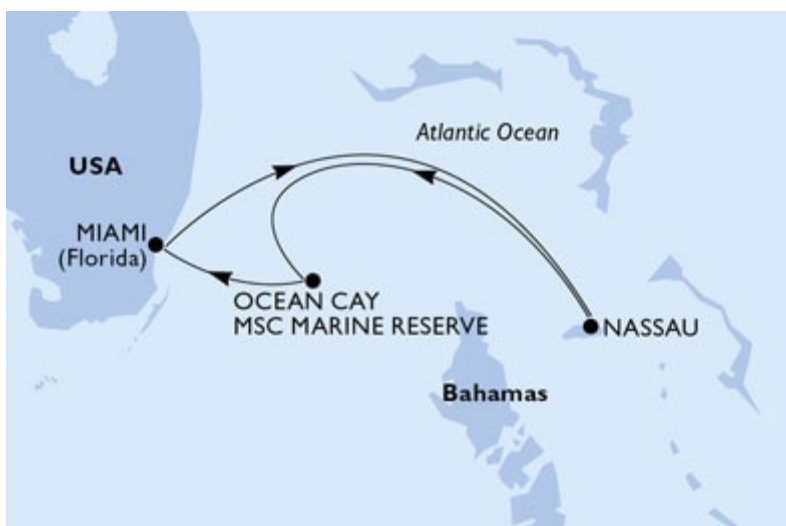 Atlantic Ocean
USA
MIAMI
(Florida)
OCEAN CAY
MSC MARINE RESERVE
NASSAU
Bahamas